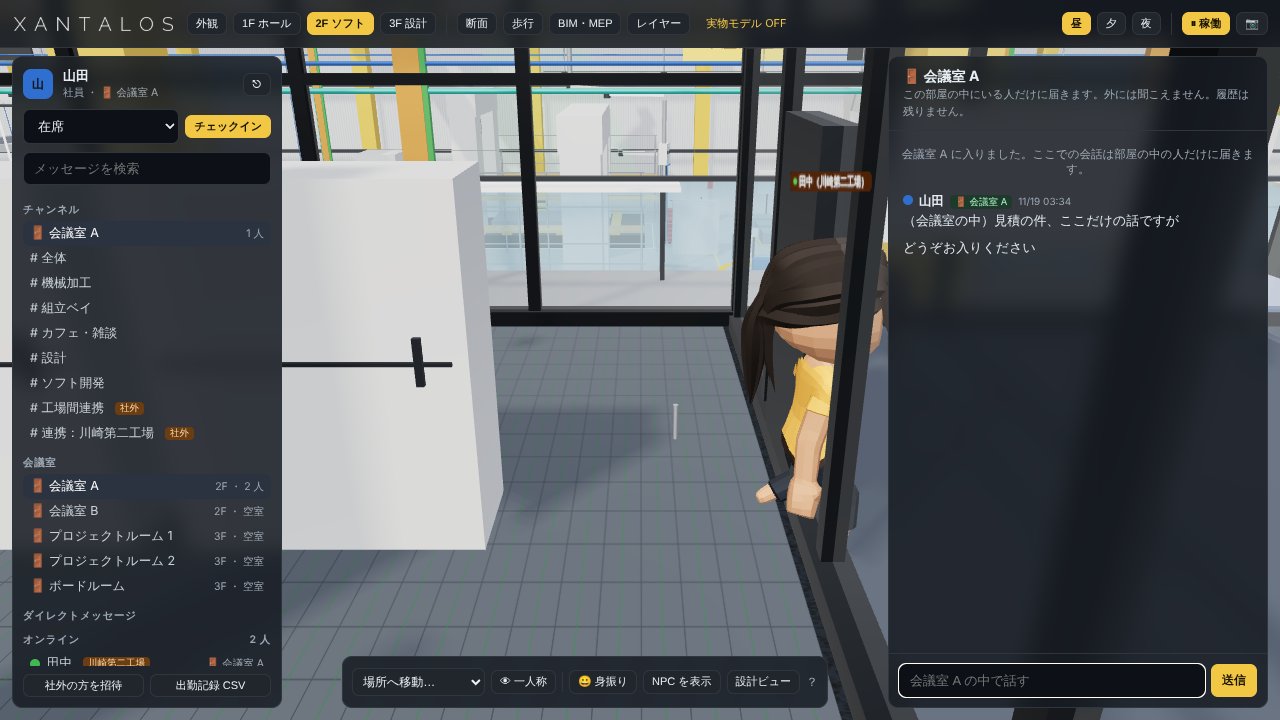 XANTALOS 外観 1F ホール 2F ソフト 3F 設計 断面 歩行 BIM・MEP レイヤー 実物モデル OFF 昼 夕 夜 稼働
山 山田
社員 ・ 会議室 A
在席 チェックイン
メッセージを検索
チャンネル
会議室 A 1 人
# 全体
# 機械加工
# 組立ベイ
# カフェ・雑談
# 設計
# ソフト開発
# 工場間連携 社外
# 連携：川崎第二工場 社外
会議室
会議室 A 2F ・ 2 人
会議室 B 2F ・ 空室
プロジェクトルーム 1 3F ・ 空室
プロジェクトルーム 2 3F ・ 空室
ボードルーム 3F ・ 空室
ダイレクトメッセージ
オンライン 2 人
田中 川崎第二工場 会議室 A
社外の方を招待 出勤記録 CSV
田中（川崎第二工場）
場所へ移動… 一人称 身振り NPC を表示 設計ビュー ?
会議室 A
この部屋の中にいる人だけに届きます。外には聞こえません。履歴は
残りません。
会議室 A に入りました。ここでの会話は部屋の中の人だけに届きま
す。
山田 会議室 A 11/19 03:34
（会議室の中）見積の件、ここだけの話ですが
どうぞお入りください
会議室 A の中で話す 送信